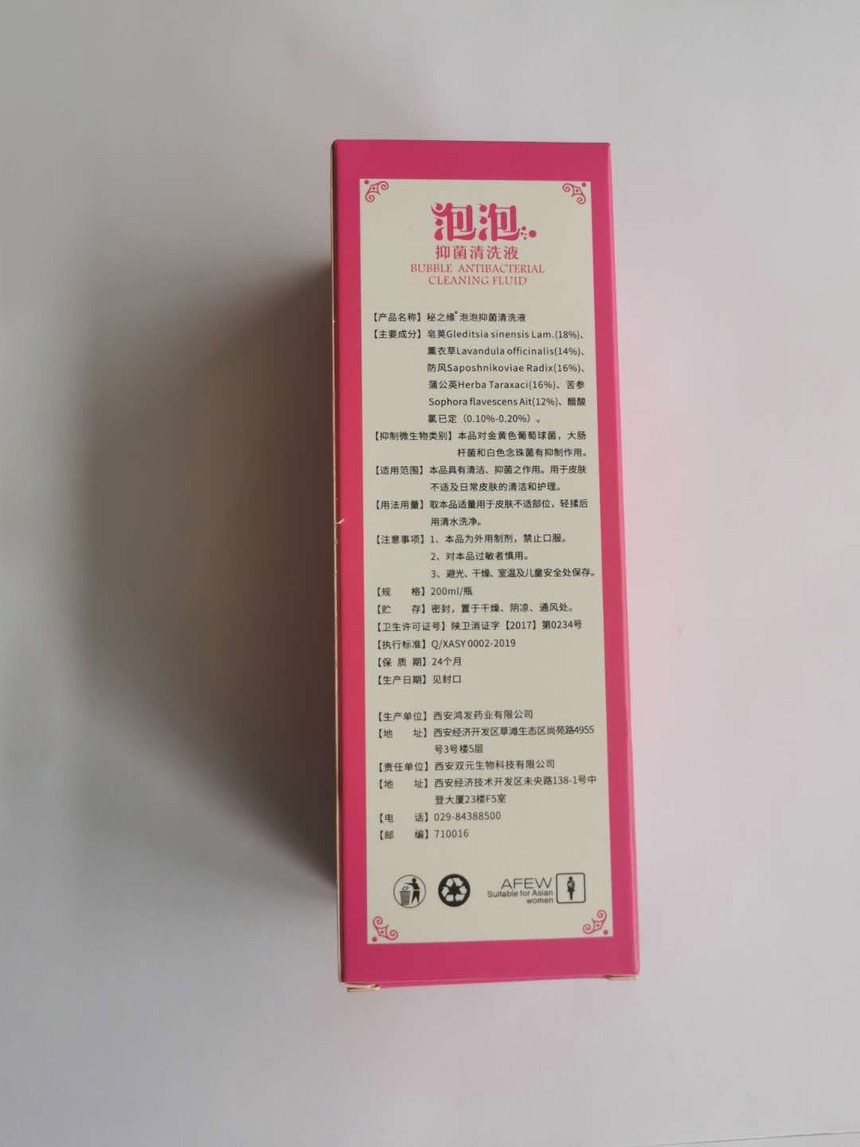 泡泡
抑菌清洗液
BUBBLE ANTIBACTERIAL
CLEANING FLUID
【产品名称】秘之缘®泡泡抑菌清洗液
【主要成分】皂荚Gleditsia sinensis Lam.(18%)、
薰衣草Lavandula officinalis(14%)、
防风Saposhnikoviae Radix(16%)、
蒲公英Herba Taraxaci(16%)、苦参
Sophora flavescens Ait(12%)、醋酸
氯已定（0.10%-0.20%）。
【抑制微生物类别】本品对金黄色葡萄球菌，大肠
杆菌和白色念珠菌有抑制作用。
【适用范围】本品具有清洁、抑菌之作用。用于皮肤
不适及日常皮肤的清洁和护理。
【用法用量】取本品适量用于皮肤不适部位，轻揉后
用清水洗净。
【注意事项】1、本品为外用制剂，禁止口服。
2、对本品过敏者慎用。
3、避光、干燥、室温及儿童安全处保存。
【规 格】200ml/瓶
【贮 存】密封，置于干燥、阴凉、通风处。
【卫生许可证号】陕卫消证字【2017】第0234号
【执行标准】Q/XASY 0002-2019
【保 质 期】24个月
【生产日期】见封口
【生产单位】西安鸿发药业有限公司
【地 址】西安经济开发区草滩生态区尚苑路4955
号3号楼5层
【责任单位】西安双元生物科技有限公司
【地 址】西安经济技术开发区未央路138-1号中
登大厦23楼F5室
【电 话】029-84388500
【邮 编】710016
AFEW
Suitable for Asian
women